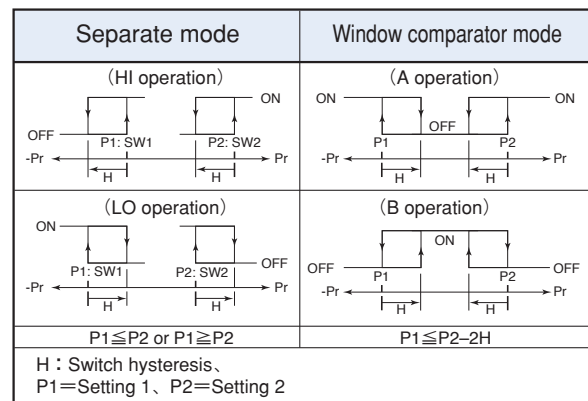 Separate mode
Window comparator mode
(HI operation)
ON
OFF
P1: SW1
P2: SW2
-Pr
Pr
H
H
(A operation)
ON
ON
OFF
P1
P2
-Pr
Pr
H
H
(LO operation)
ON
P1: SW1
P2: SW2
OFF
-Pr
Pr
H
H
(B operation)
ON
OFF
OFF
P1
P2
-Pr
Pr
H
H
P1≦P2 or P1≧P2
P1≦P2–2H
H：Switch hysteresis、
P1＝Setting 1、P2＝Setting 2